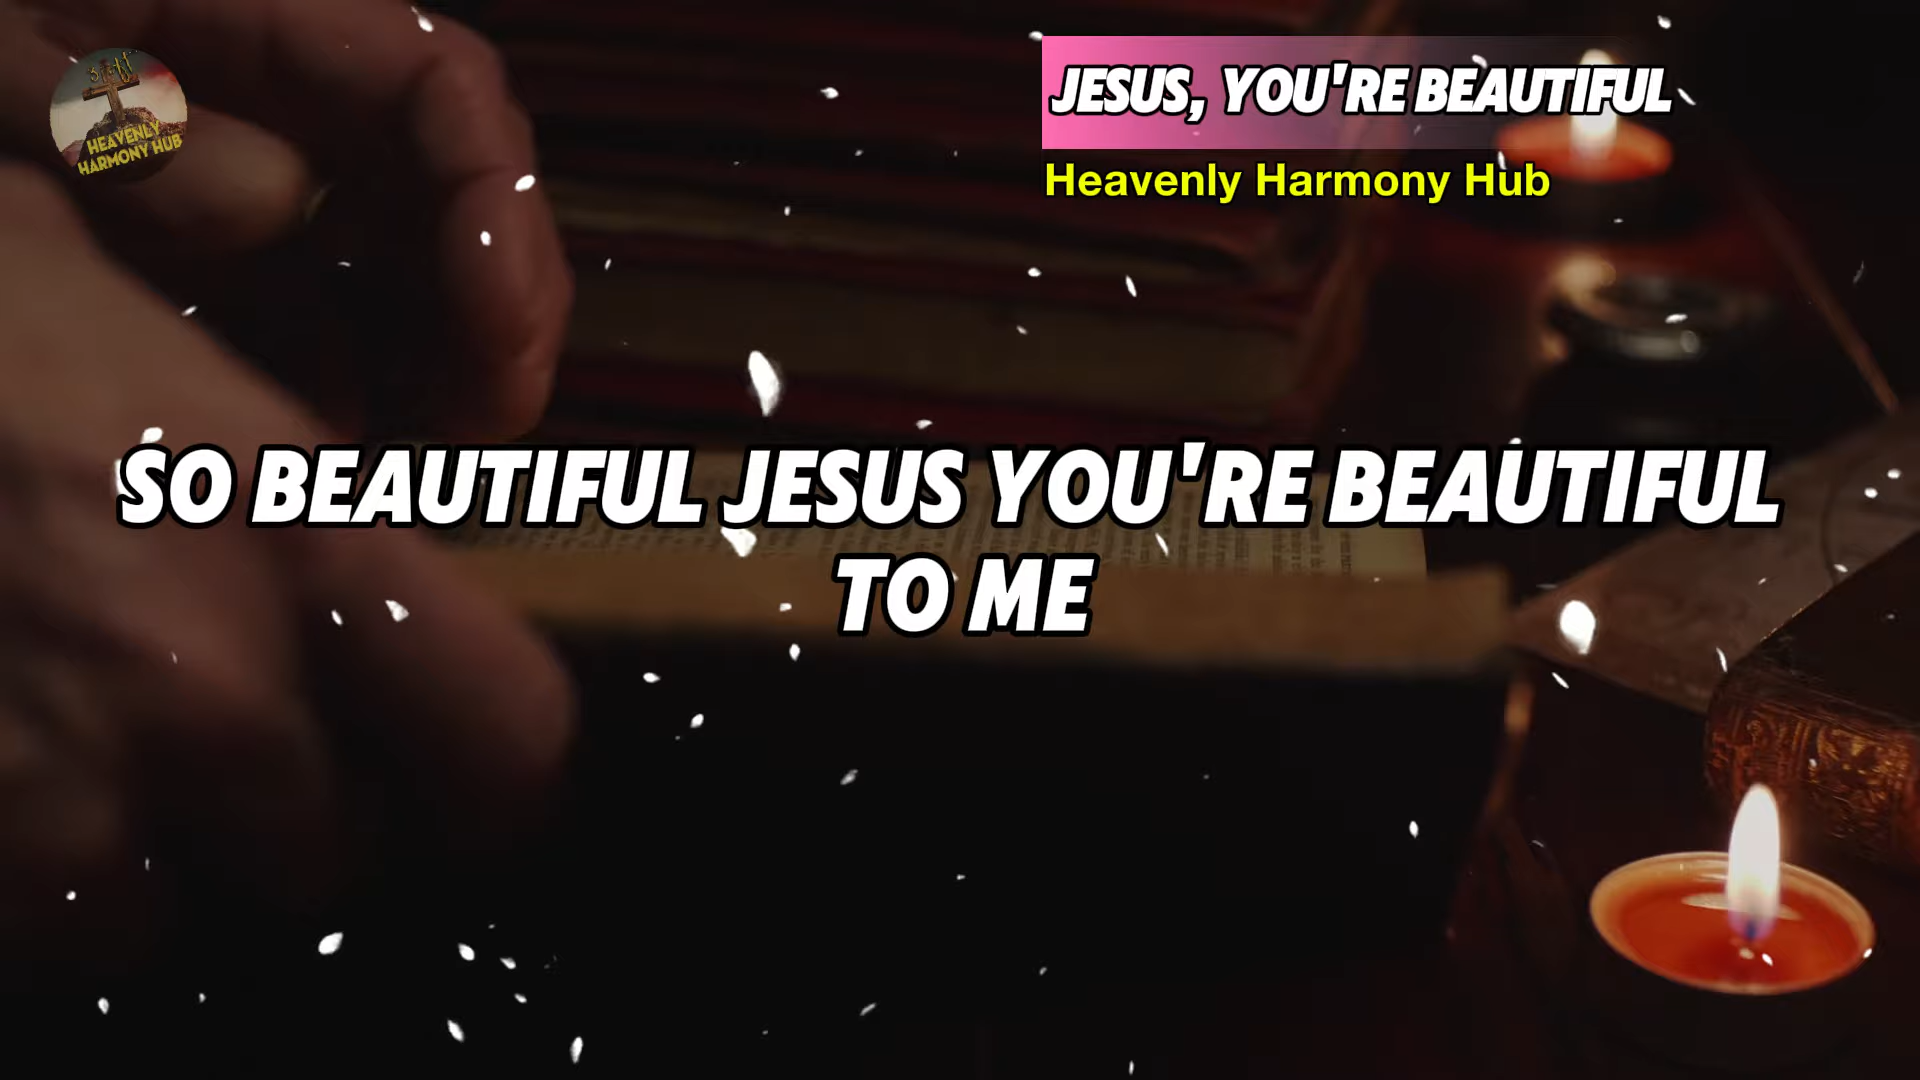 HEAVENLY
HARMONY HUB
JESUS, YOU'RE BEAUTIFUL
Heavenly Harmony Hub
SO BEAUTIFUL JESUS YOU'RE BEAUTIFUL
TO ME